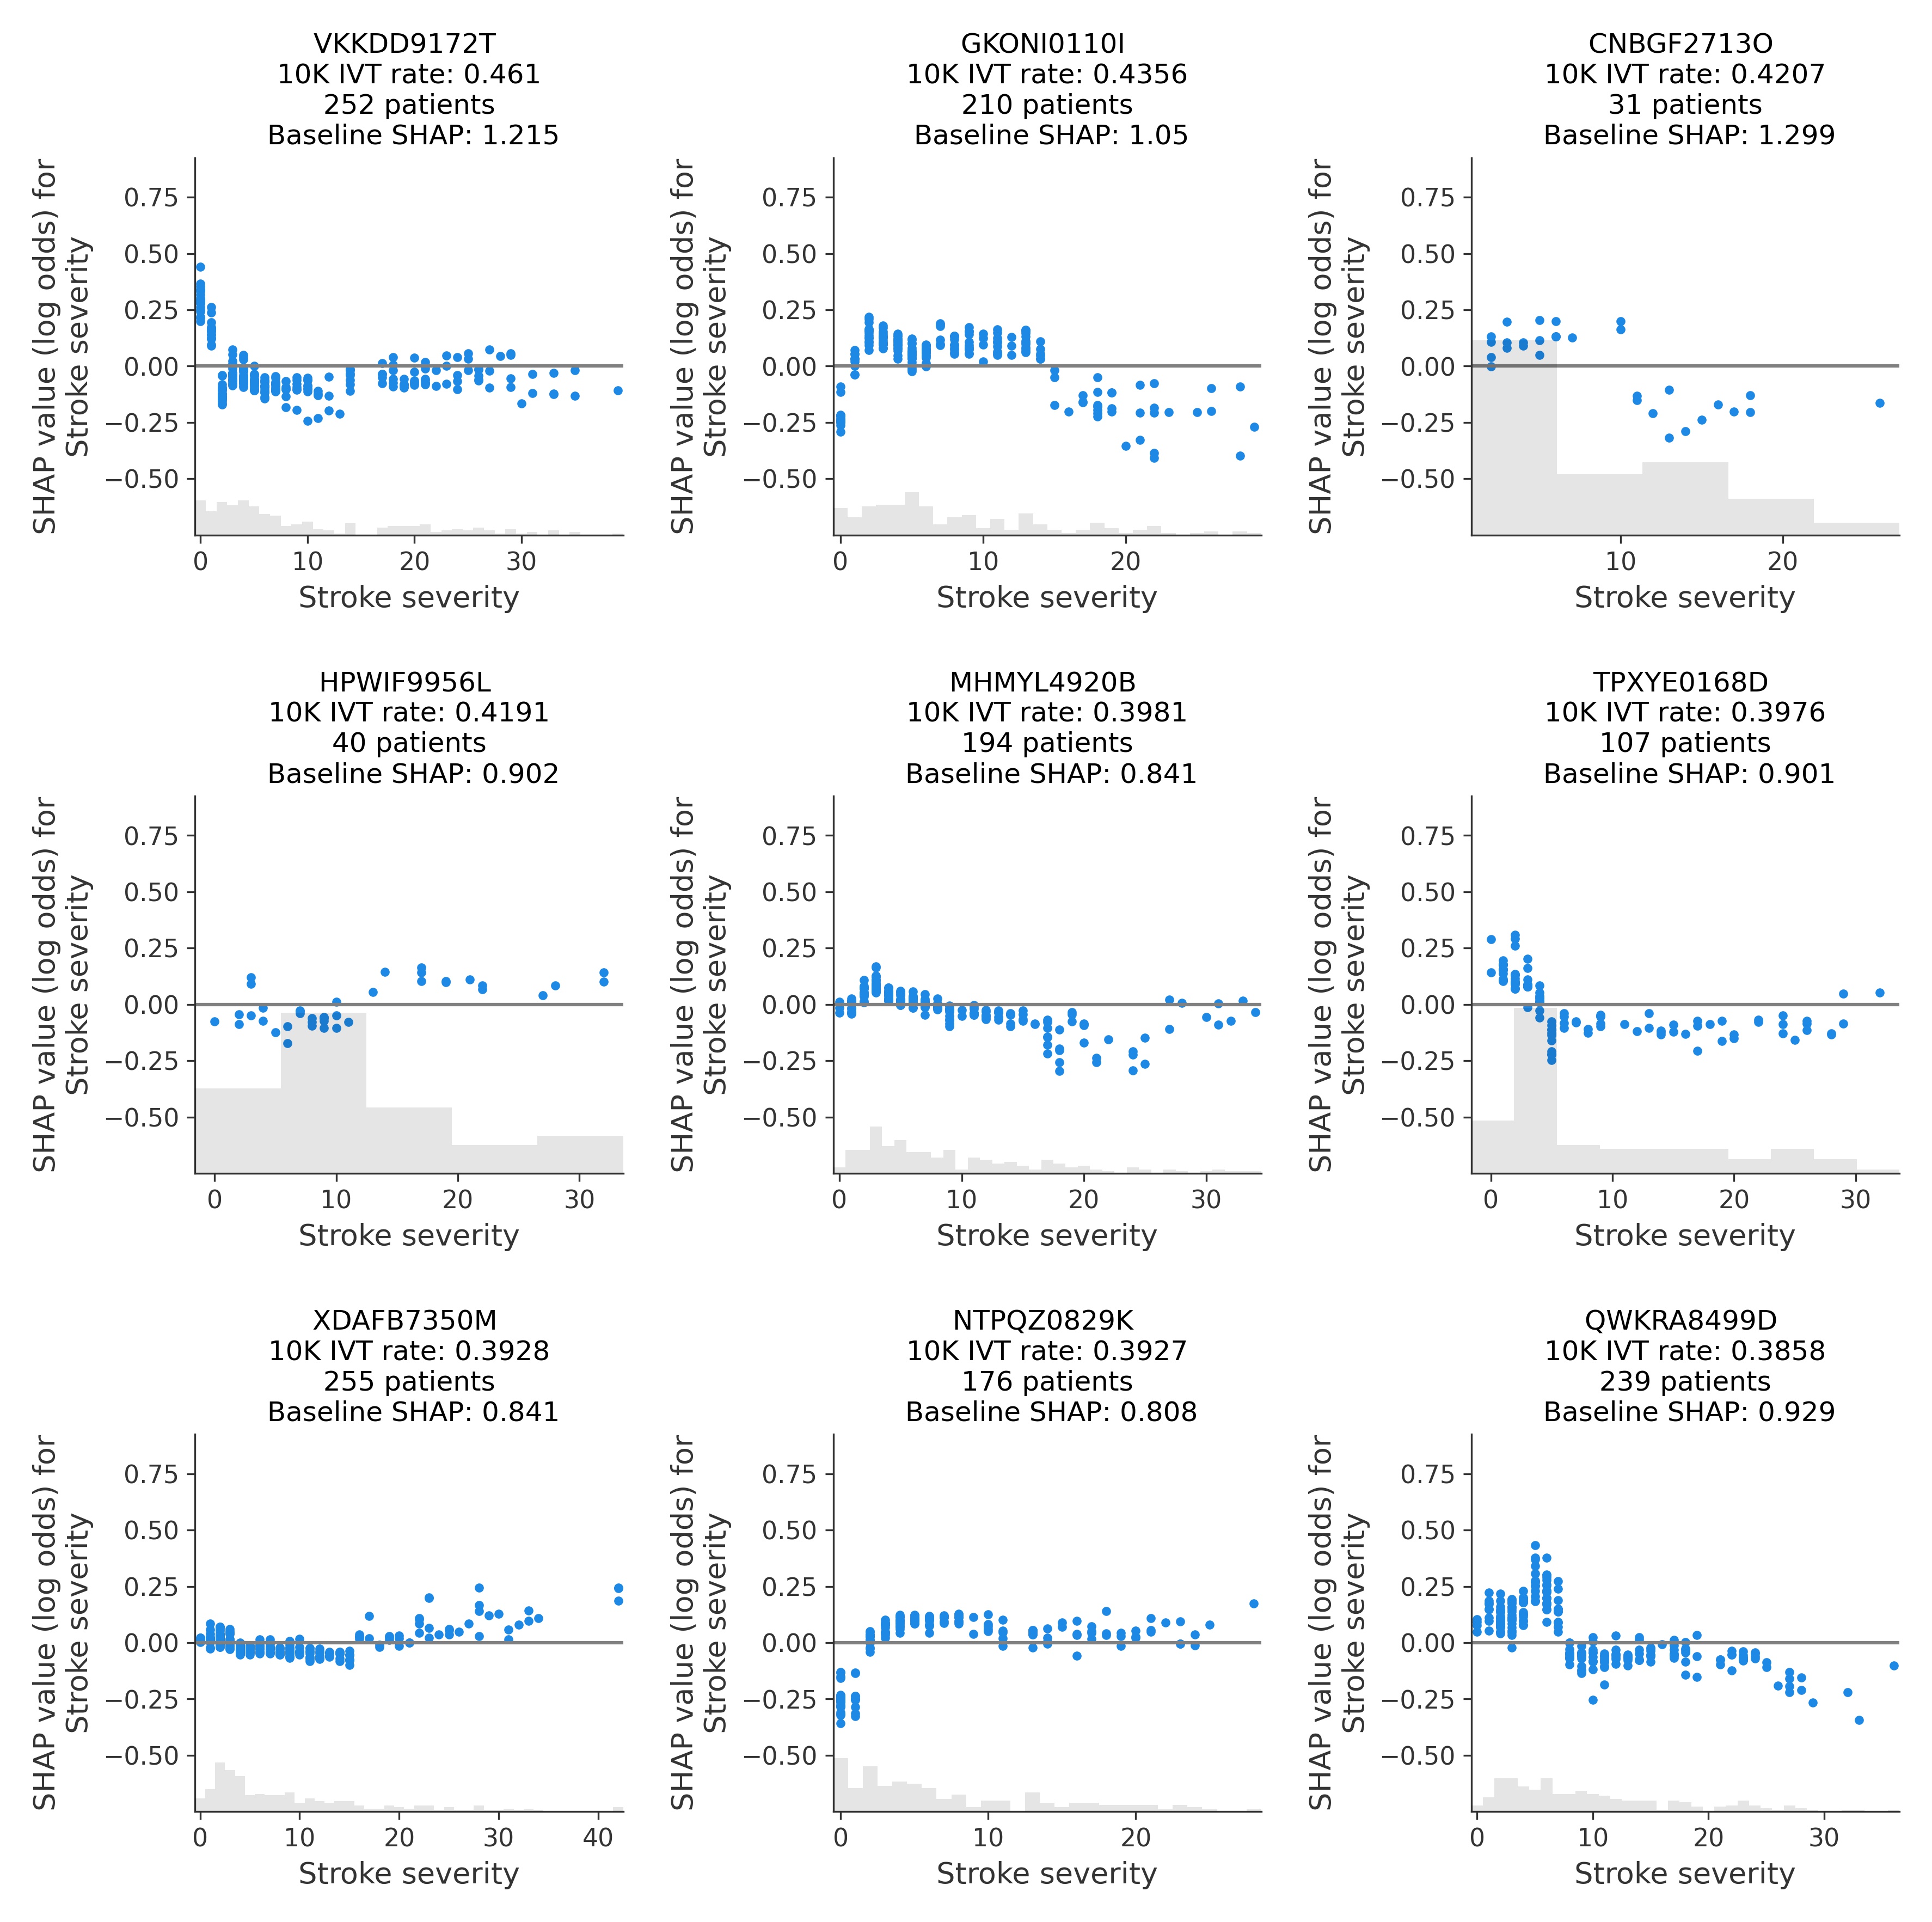 VKKDD9172T
10K IVT rate: 0.461
252 patients
Baseline SHAP: 1.215
SHAP value (log odds) for
Stroke severity
0.75
0.50
0.25
0.00
−0.25
−0.50
0 10 20 30
Stroke severity
GKONI0110I
10K IVT rate: 0.4356
210 patients
Baseline SHAP: 1.05
SHAP value (log odds) for
Stroke severity
0.75
0.50
0.25
0.00
−0.25
−0.50
0 10 20
Stroke severity
CNBGF2713O
10K IVT rate: 0.4207
31 patients
Baseline SHAP: 1.299
SHAP value (log odds) for
Stroke severity
0.75
0.50
0.25
0.00
−0.25
−0.50
10 20
Stroke severity
HPWIF9956L
10K IVT rate: 0.4191
40 patients
Baseline SHAP: 0.902
SHAP value (log odds) for
Stroke severity
0.75
0.50
0.25
0.00
−0.25
−0.50
0 10 20 30
Stroke severity
MHMYL4920B
10K IVT rate: 0.3981
194 patients
Baseline SHAP: 0.841
SHAP value (log odds) for
Stroke severity
0.75
0.50
0.25
0.00
−0.25
−0.50
0 10 20 30
Stroke severity
TPXYE0168D
10K IVT rate: 0.3976
107 patients
Baseline SHAP: 0.901
SHAP value (log odds) for
Stroke severity
0.75
0.50
0.25
0.00
−0.25
−0.50
0 10 20 30
Stroke severity
XDAFB7350M
10K IVT rate: 0.3928
255 patients
Baseline SHAP: 0.841
SHAP value (log odds) for
Stroke severity
0.75
0.50
0.25
0.00
−0.25
−0.50
0 10 20 30 40
Stroke severity
NTPQZ0829K
10K IVT rate: 0.3927
176 patients
Baseline SHAP: 0.808
SHAP value (log odds) for
Stroke severity
0.75
0.50
0.25
0.00
−0.25
−0.50
0 10 20
Stroke severity
QWKRA8499D
10K IVT rate: 0.3858
239 patients
Baseline SHAP: 0.929
SHAP value (log odds) for
Stroke severity
0.75
0.50
0.25
0.00
−0.25
−0.50
0 10 20 30
Stroke severity